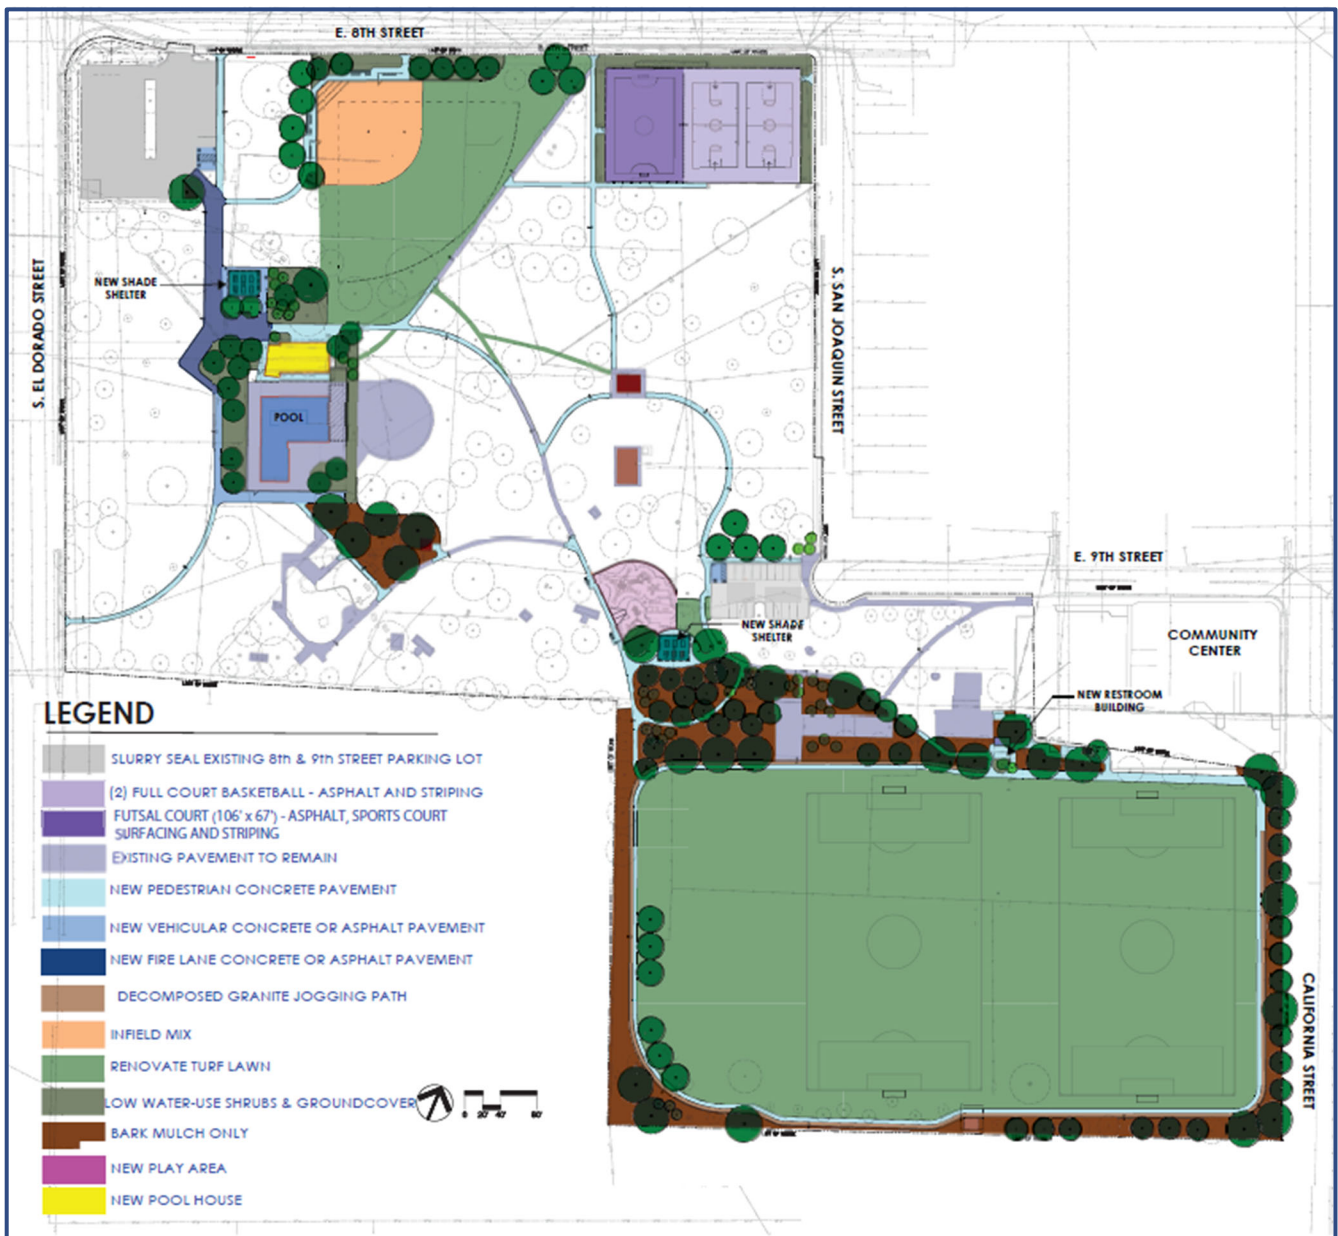 E. 8TH STREET
S. EL DORADO STREET
NEW SHADE
SHELTER
POOL
S. SAN JOAQUIN STREET
E. 9TH STREET
NEW SHADE
SHELTER
COMMUNITY
CENTER
NEW RESTROOM
BUILDING
CALIFORNIA STREET
LEGEND
SLURRY SEAL EXISTING 8th & 9th STREET PARKING LOT
(2) FULL COURT BASKETBALL - ASPHALT AND STRIPING
FUTSAL COURT (106' x 67') - ASPHALT, SPORTS COURT
SURFACING AND STRIPING
EXISTING PAVEMENT TO REMAIN
NEW PEDESTRIAN CONCRETE PAVEMENT
NEW VEHICULAR CONCRETE OR ASPHALT PAVEMENT
NEW FIRE LANE CONCRETE OR ASPHALT PAVEMENT
DECOMPOSED GRANITE JOGGING PATH
INFIELD MIX
RENOVATE TURF LAWN
LOW WATER-USE SHRUBS & GROUNDCOVER
0 20' 40' 80'
BARK MULCH ONLY
NEW PLAY AREA
NEW POOL HOUSE